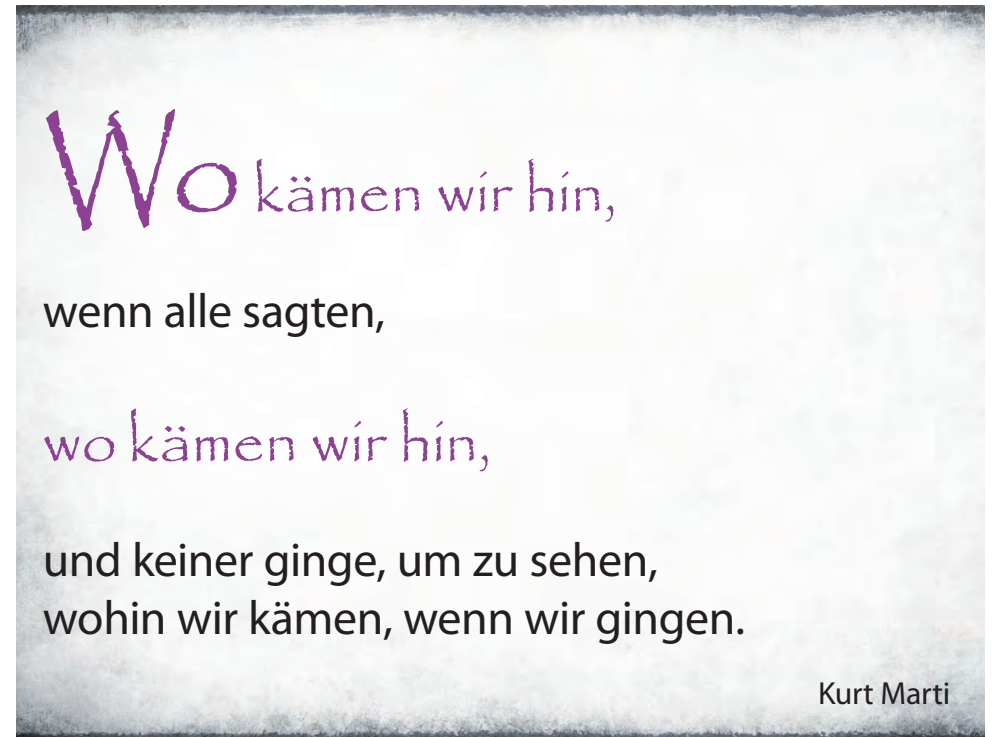 Wo kämen wir hin,
wenn alle sagten,
wo kämen wir hin,
und keiner ginge, um zu sehen,
wohin wir kämen, wenn wir gingen.
Kurt Marti